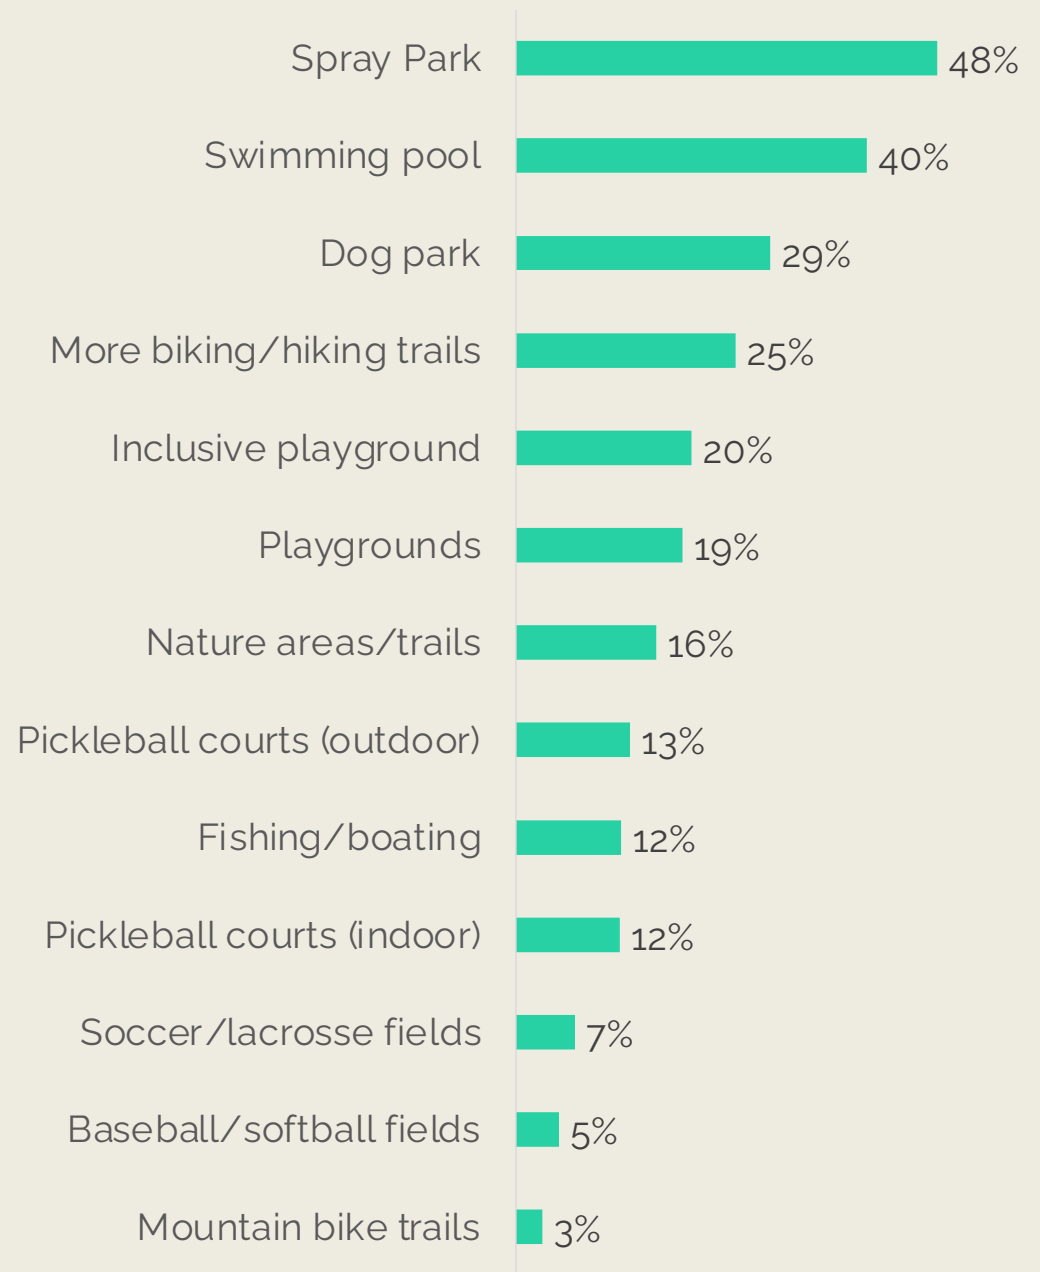 Spray Park 48%
Swimming pool 40%
Dog park 29%
More biking/hiking trails 25%
Inclusive playground 20%
Playgrounds 19%
Nature areas/trails 16%
Pickleball courts (outdoor) 13%
Fishing/boating 12%
Pickleball courts (indoor) 12%
Soccer/lacrosse fields 7%
Baseball/softball fields 5%
Mountain bike trails 3%